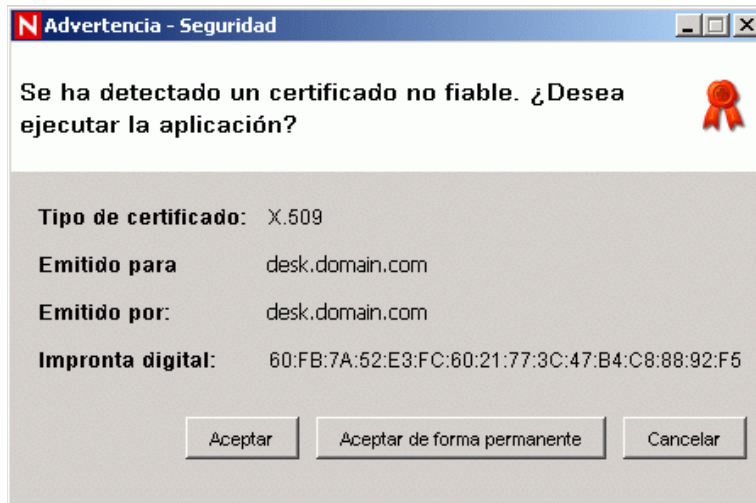 N Advertencia - Seguridad
Se ha detectado un certificado no fiable. ¿Desea
ejecutar la aplicación?
Tipo de certificado: X.509
Emitido para desk.domain.com
Emitido por: desk.domain.com
Impronta digital: 60:FB:7A:52:E3:FC:60:21:77:3C:47:B4:C8:88:92:F5
Aceptar Aceptar de forma permanente Cancelar